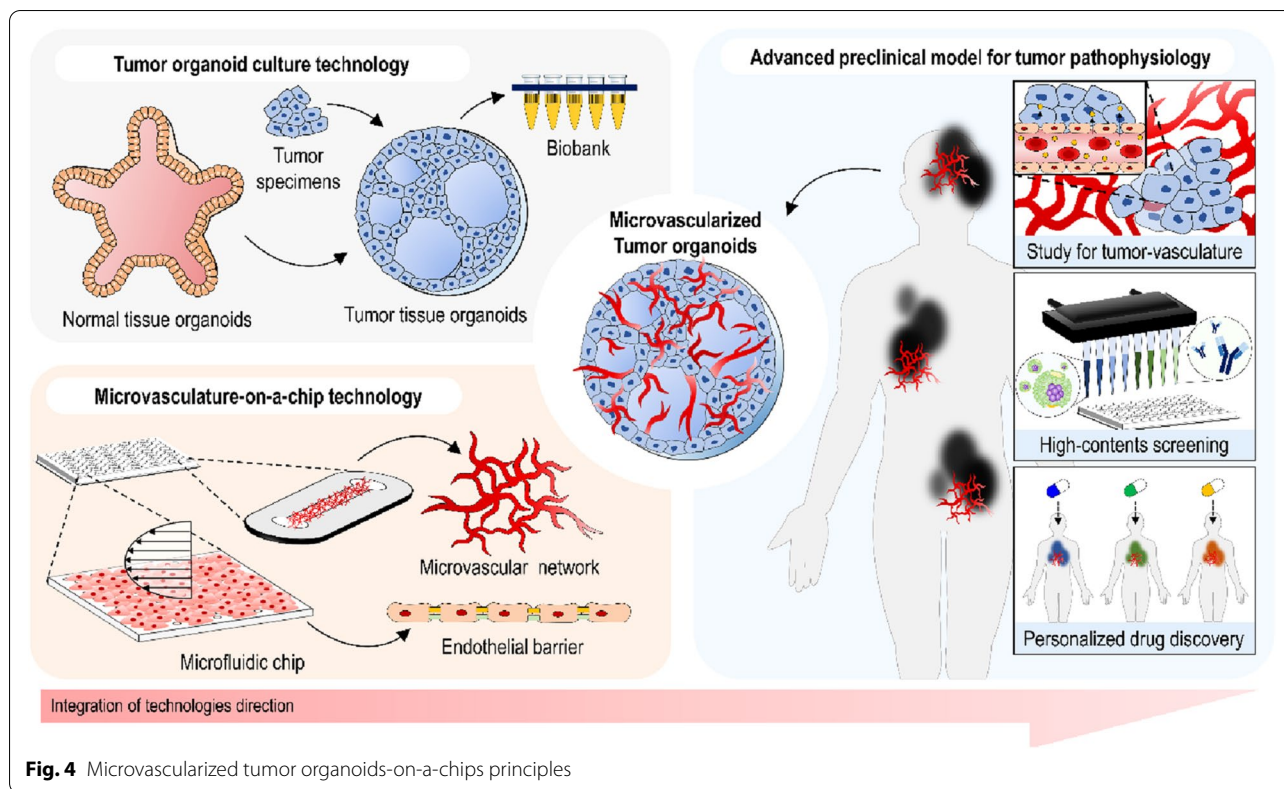 Tumor organoid culture technology
Tumor
specimens
Biobank
Normal tissue organoids
Tumor tissue organoids
Microvasculature-on-a-chip technology
Microvascular network
Microfluidic chip
Endothelial barrier
Microvascularized
Tumor organoids
Advanced preclinical model for tumor pathophysiology
Study for tumor-vasculature
High-contents screening
Personalized drug discovery
Integration of technologies direction
Fig. 4 Microvascularized tumor organoids-on-a-chips principles